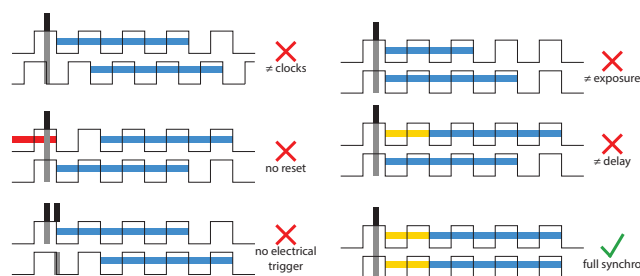 ≠ clocks
≠ exposure
no reset
≠ delay
no electrical
trigger
full synchro